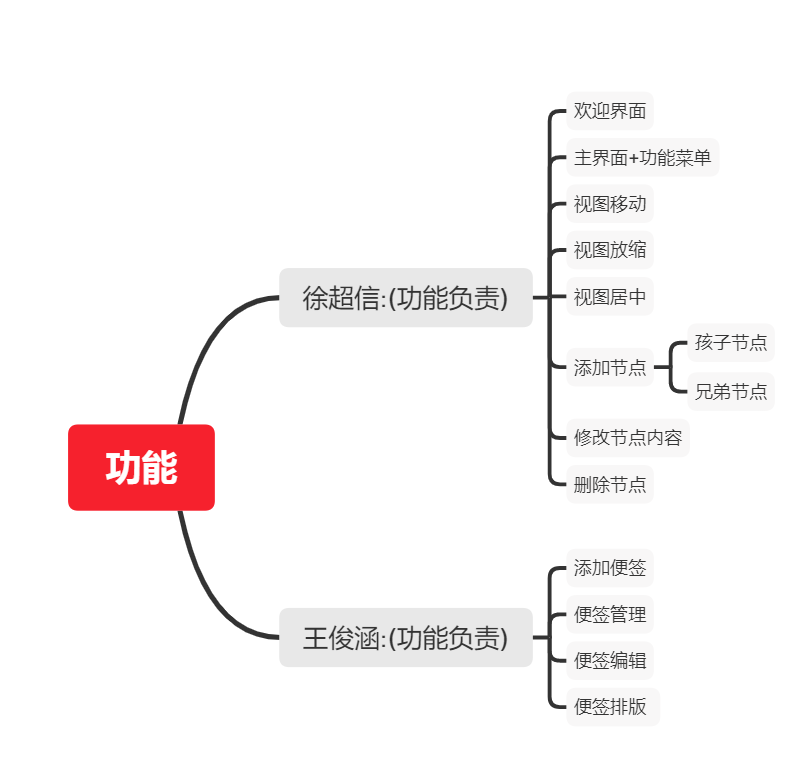 功能
徐超信:(功能负责)
欢迎界面
主界面+功能菜单
视图移动
视图放缩
视图居中
添加节点
孩子节点
兄弟节点
修改节点内容
删除节点
王俊涵:(功能负责)
添加便签
便签管理
便签编辑
便签排版